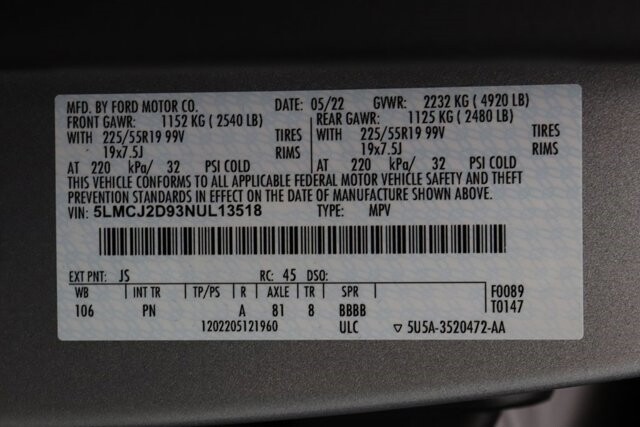 MFD. BY FORD MOTOR CO. DATE: 05/22 GVWR: 2232 KG (4920 LB)
FRONT GAWR: 1152 KG (2540 LB) REAR GAWR: 1125 KG (2480 LB)
WITH 225/55R19 99V TIRES WITH 225/55R19 99V TIRES
19x7.5J RIMS 19x7.5J RIMS
AT 220 kPa/ 32 PSI COLD AT 220 kPa/ 32 PSI COLD
THIS VEHICLE CONFORMS TO ALL APPLICABLE FEDERAL MOTOR VEHICLE SAFETY AND THEFT
PREVENTION STANDARDS IN EFFECT ON THE DATE OF MANUFACTURE SHOWN ABOVE.
VIN: 5LMCJ2D93NUL13518 TYPE: MPV
EXT PNT: JS RC: 45 DSO:
WB INT TR TP/PS R AXLE TR SPR F0089
106 PN A 81 8 BBBB T0147
1202205121960 ULC ▽ 5U5A-3520472-AA